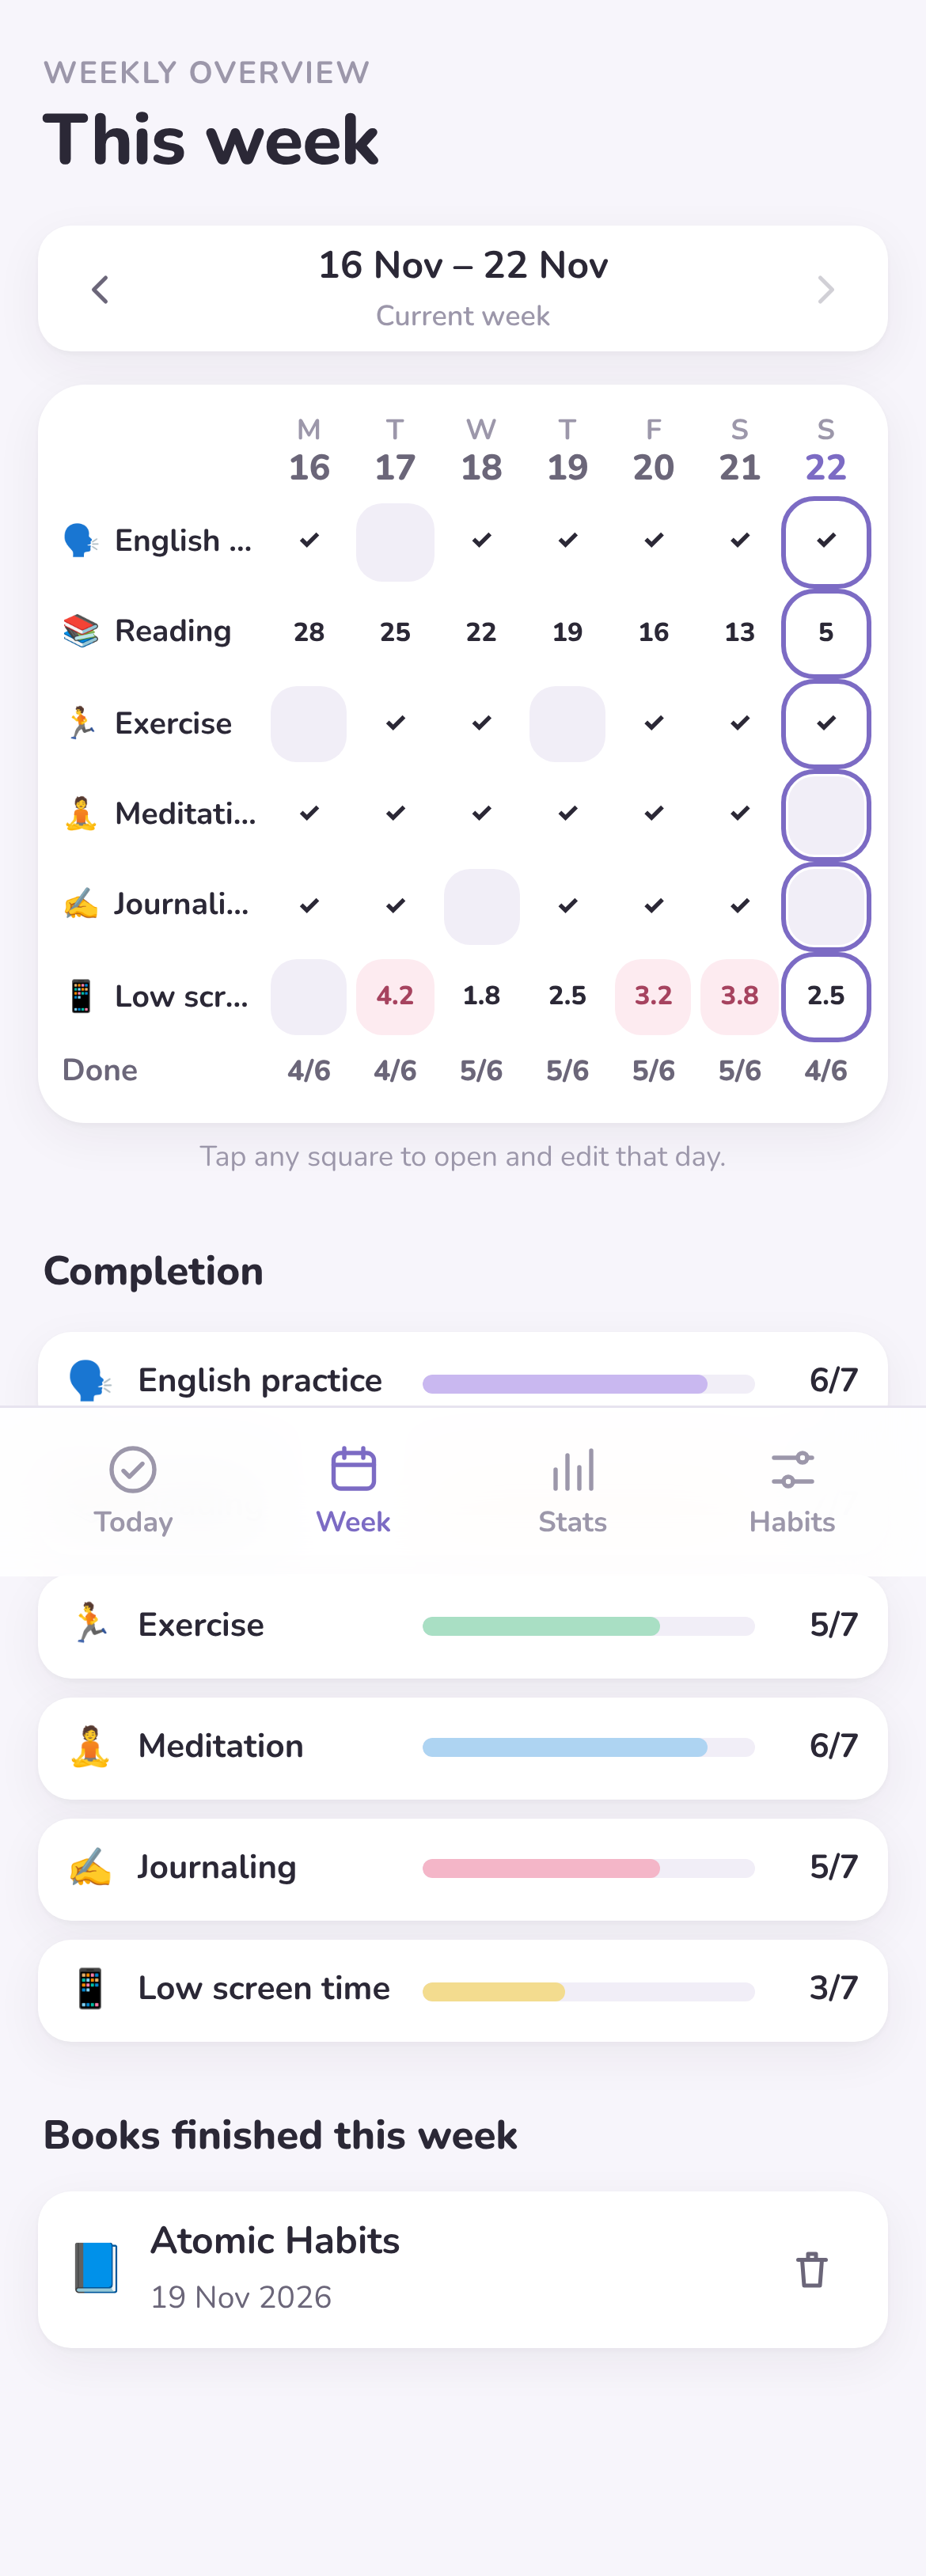 WEEKLY OVERVIEW
This week
16 Nov – 22 Nov
Current week
M T W T F S S
16 17 18 19 20 21 22
English ...
Reading 28 25 22 19 16 13 5
Exercise
Meditati...
Journali...
Low scr... 4.2 1.8 2.5 3.2 3.8 2.5
Done 4/6 4/6 5/6 5/6 5/6 5/6 4/6
Tap any square to open and edit that day.
Completion
English practice 6/7
Today Week Stats Habits
Exercise 5/7
Meditation 6/7
Journaling 5/7
Low screen time 3/7
Books finished this week
Atomic Habits
19 Nov 2026